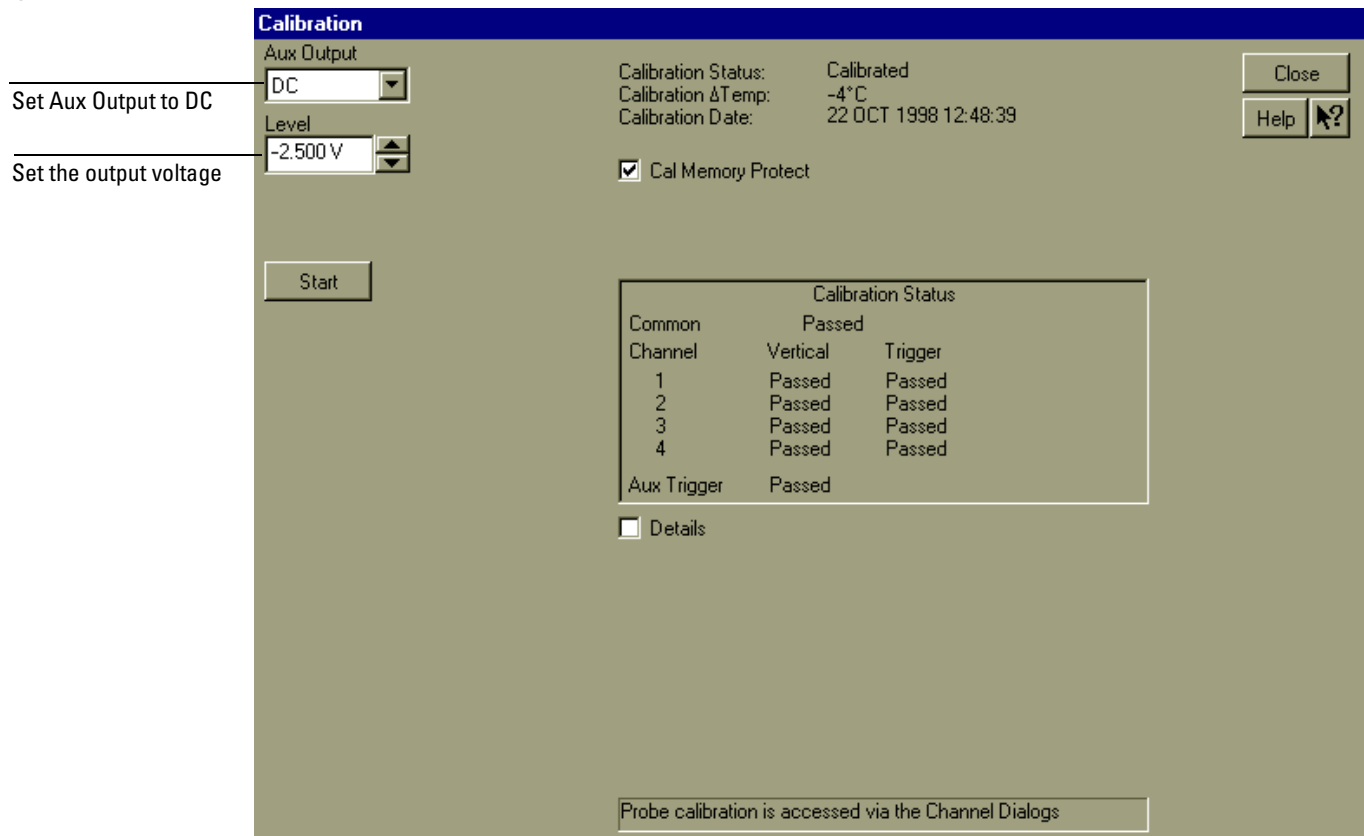 Calibration
Aux Output
DC
Set Aux Output to DC
Level
-2.500 V
Set the output voltage
Start
Calibration Status: Calibrated
Calibration ΔTemp: -4°C
Calibration Date: 22 OCT 1998 12:48:39
Cal Memory Protect
Close
Help ?
Calibration Status
Common Passed
Channel Vertical Trigger
1 Passed Passed
2 Passed Passed
3 Passed Passed
4 Passed Passed
Aux Trigger Passed
Details
Probe calibration is accessed via the Channel Dialogs